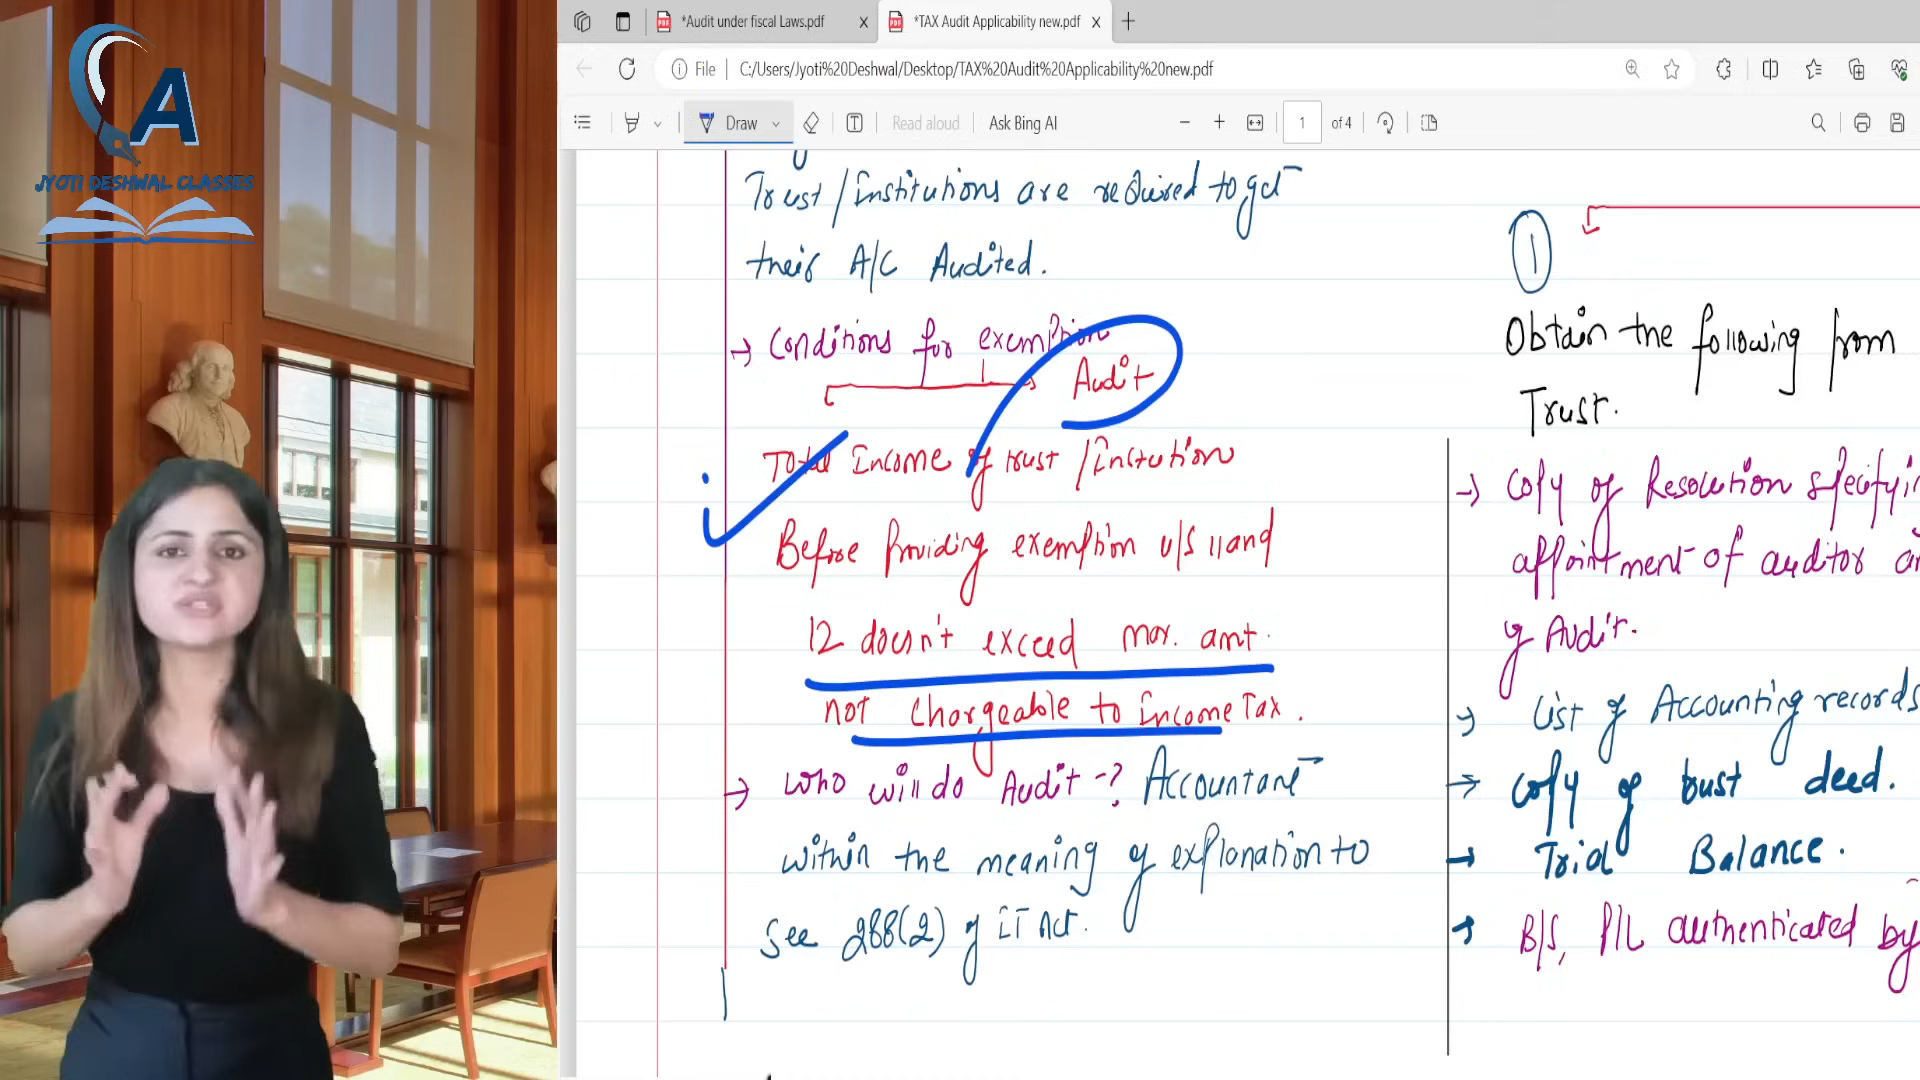 A
JYOTI DESHWAL CLASSES
*Audit under fiscal Laws.pdf
*TAX Audit Applicability new.pdf
File
C:/Users/Jyoti%20Deshwal/Desktop/TAX%20Audit%20Applicability%20new.pdf
Draw
Read aloud
Ask Bing AI
1 of 4
Trust/Institutions are required to get
their A/C Audited.
→ Conditions for exemption
Audit
Total Income of trust/Instution
Before Providing exemption u/s 11 and
12 doesn't exceed max. amt.
not chargeable to Income Tax.
→ Who will do Audit-? Accountant
within the meaning of explanation to
See 288(2) of IT Act.
1
Obtain the following from
Trust.
→ Copy of Resolution specifyin
appointment of auditor an
of Audit.
→ List of Accounting records
→ Copy of trust deed.
→ Trial Balance.
→ B/S, P/L authenticated by